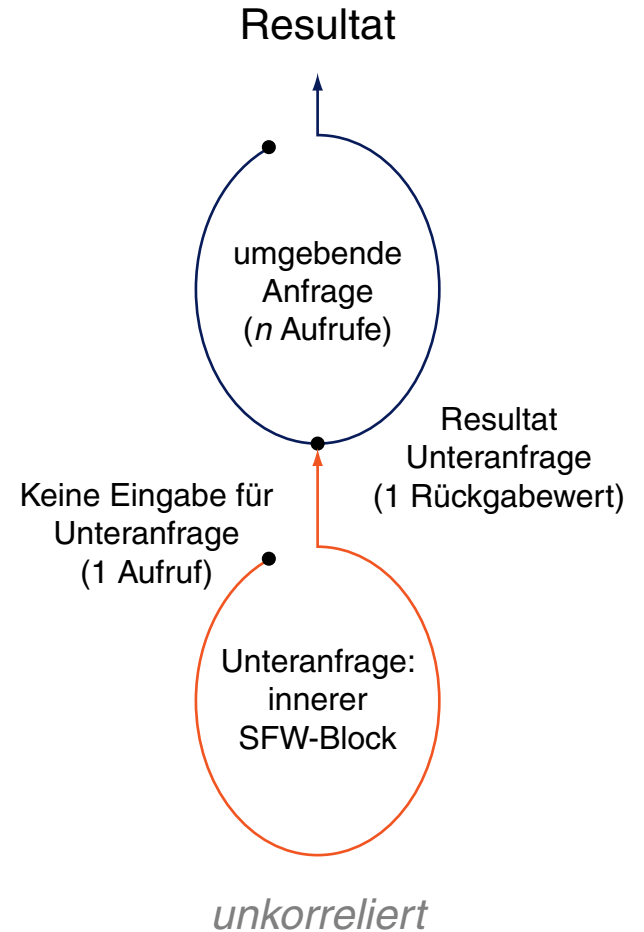 Resultat
umgebende
Anfrage
(n Aufrufe)
Resultat
Unteranfrage
(1 Rückgabewert)
Keine Eingabe für
Unteranfrage
(1 Aufruf)
Unteranfrage:
innerer
SFW-Block
unkorreliert